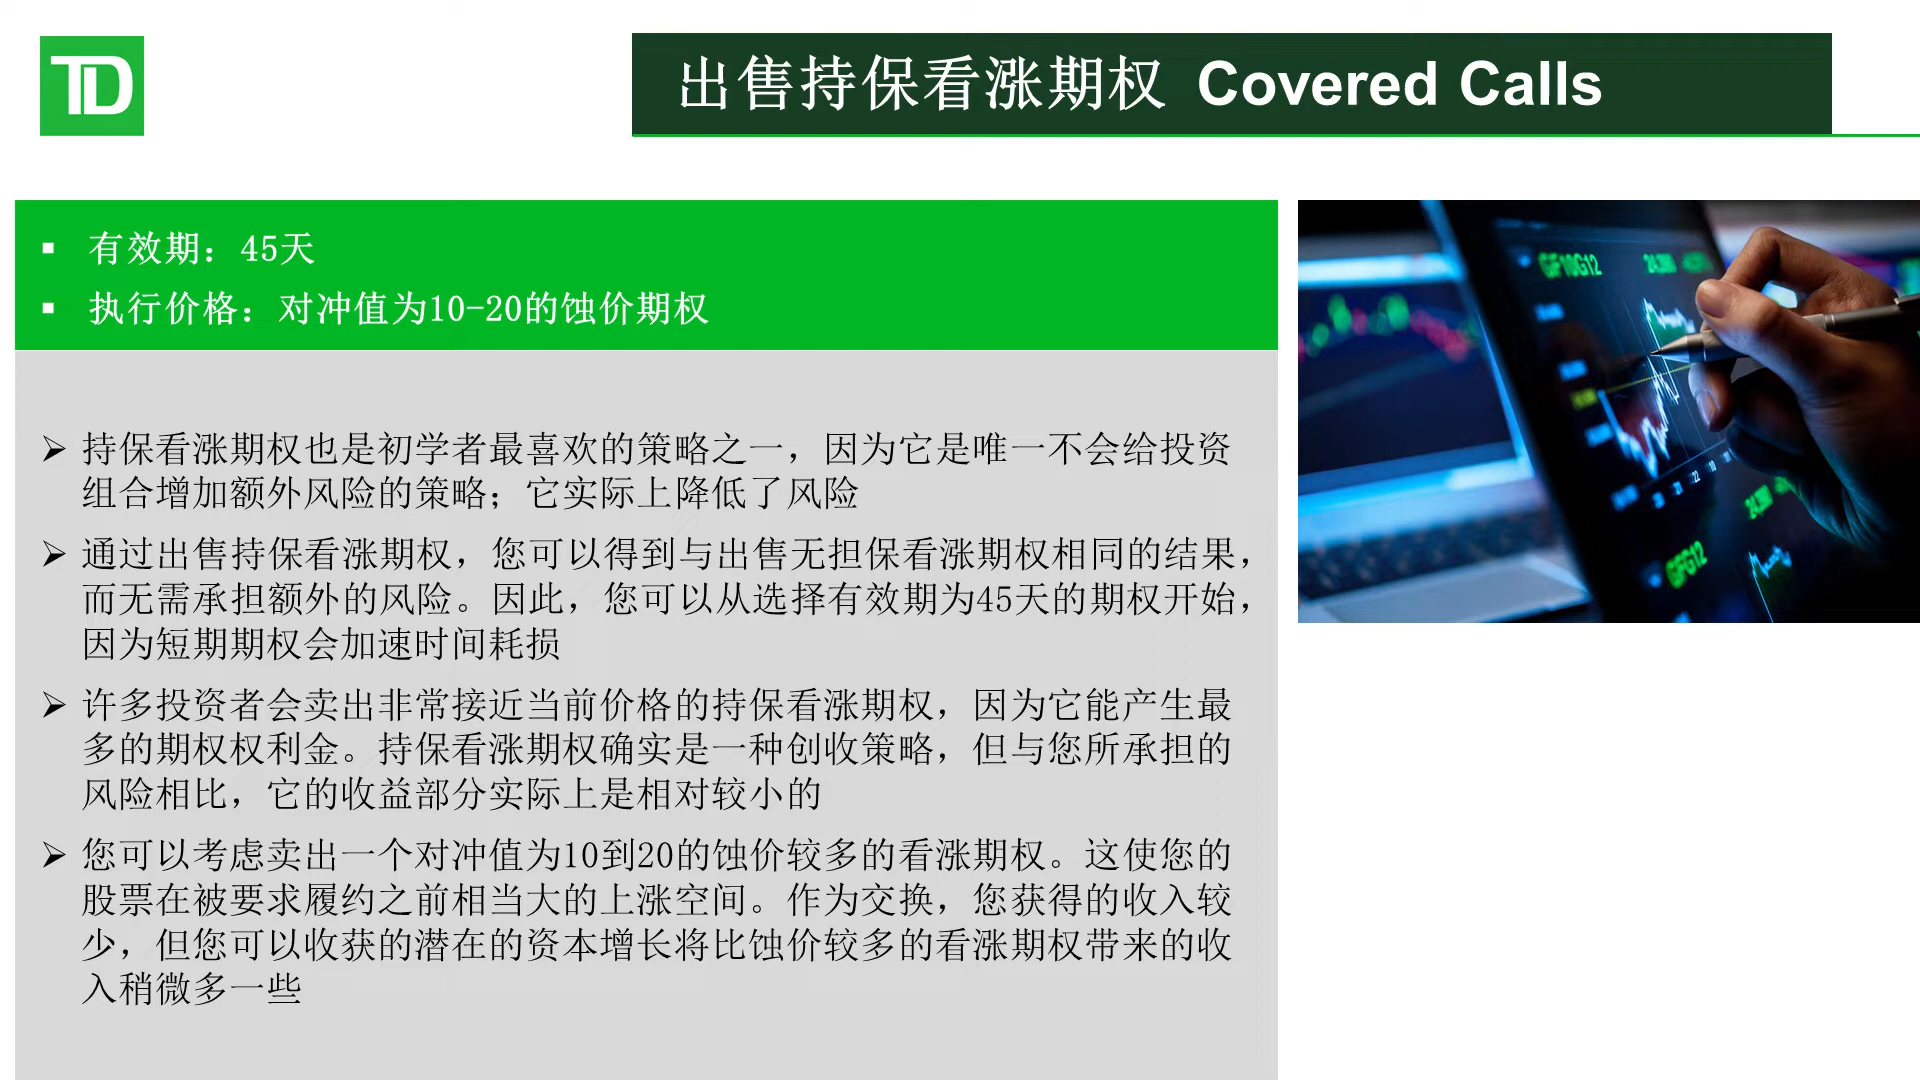 TD
出售持保看涨期权 Covered Calls
▪ 有效期：45天
▪ 执行价格：对冲值为10-20的蚀价期权
➢ 持保看涨期权也是初学者最喜欢的策略之一，因为它是唯一不会给投资
组合增加额外风险的策略；它实际上降低了风险
➢ 通过出售持保看涨期权，您可以得到与出售无担保看涨期权相同的结果，
而无需承担额外的风险。因此，您可以从选择有效期为45天的期权开始，
因为短期期权会加速时间耗损
➢ 许多投资者会卖出非常接近当前价格的持保看涨期权，因为它能产生最
多的期权权利金。持保看涨期权确实是一种创收策略，但与您所承担的
风险相比，它的收益部分实际上是相对较小的
➢ 您可以考虑卖出一个对冲值为10到20的蚀价较多的看涨期权。这使您的
股票在被要求履约之前相当大的上涨空间。作为交换，您获得的收入较
少，但您可以收获的潜在的资本增长将比蚀价较多的看涨期权带来的收
入稍微多一些
GF10G12
GFG12